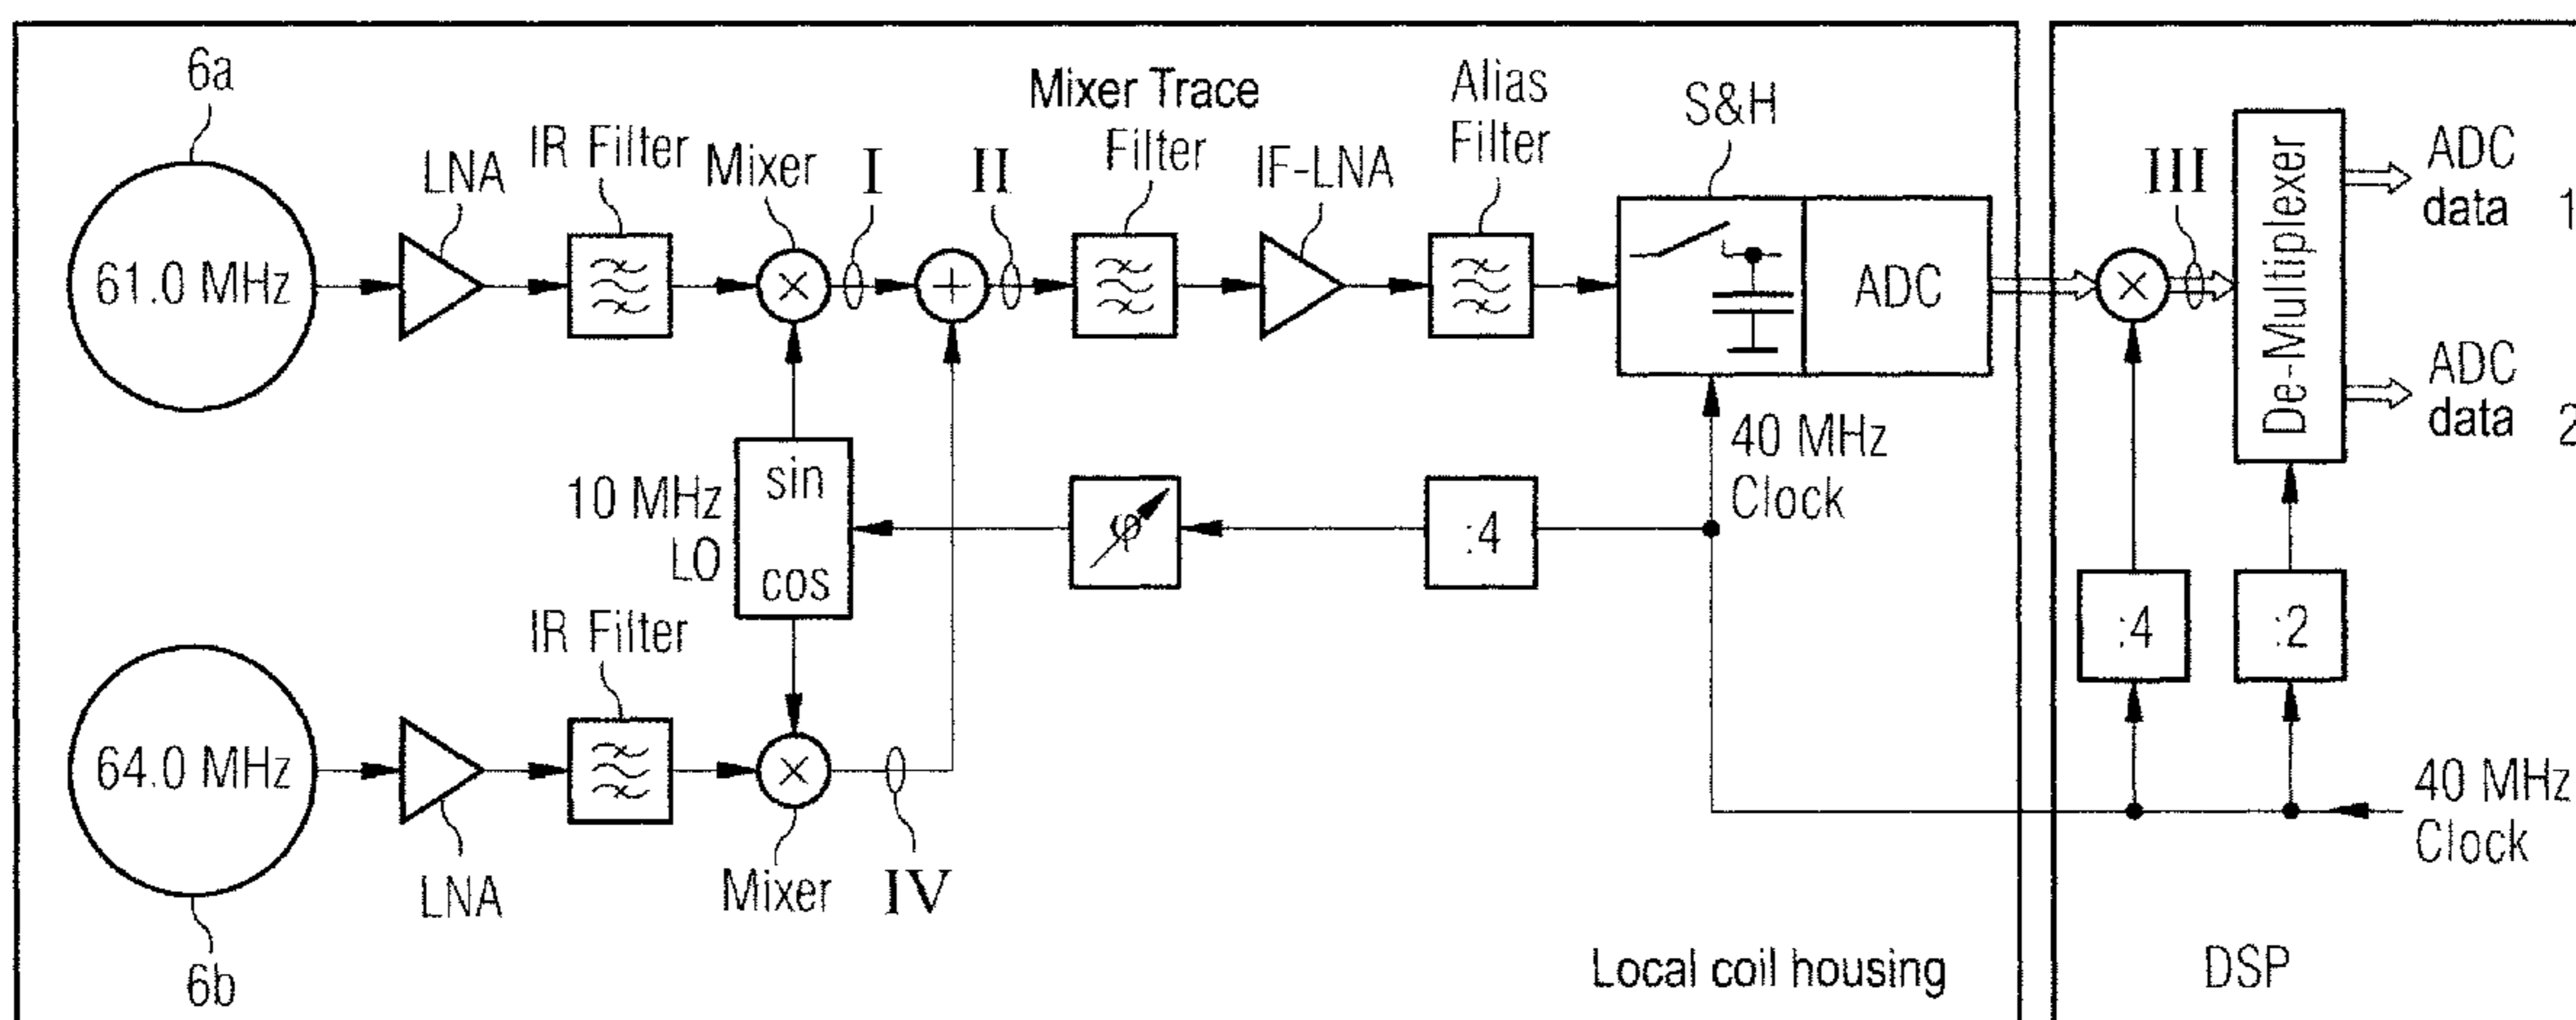 6a
61.0 MHz
LNA
IR Filter
Mixer
I
II
Mixer Trace
Filter
IF-LNA
Alias
Filter
S&H
ADC
III
De-Multiplexer
ADC
data
1
ADC
data
2
10 MHz
LO
sin
cos
φ
:4
40 MHz
Clock
:4
:2
64.0 MHz
6b
LNA
IR Filter
Mixer
IV
40 MHz
Clock
Local coil housing
DSP